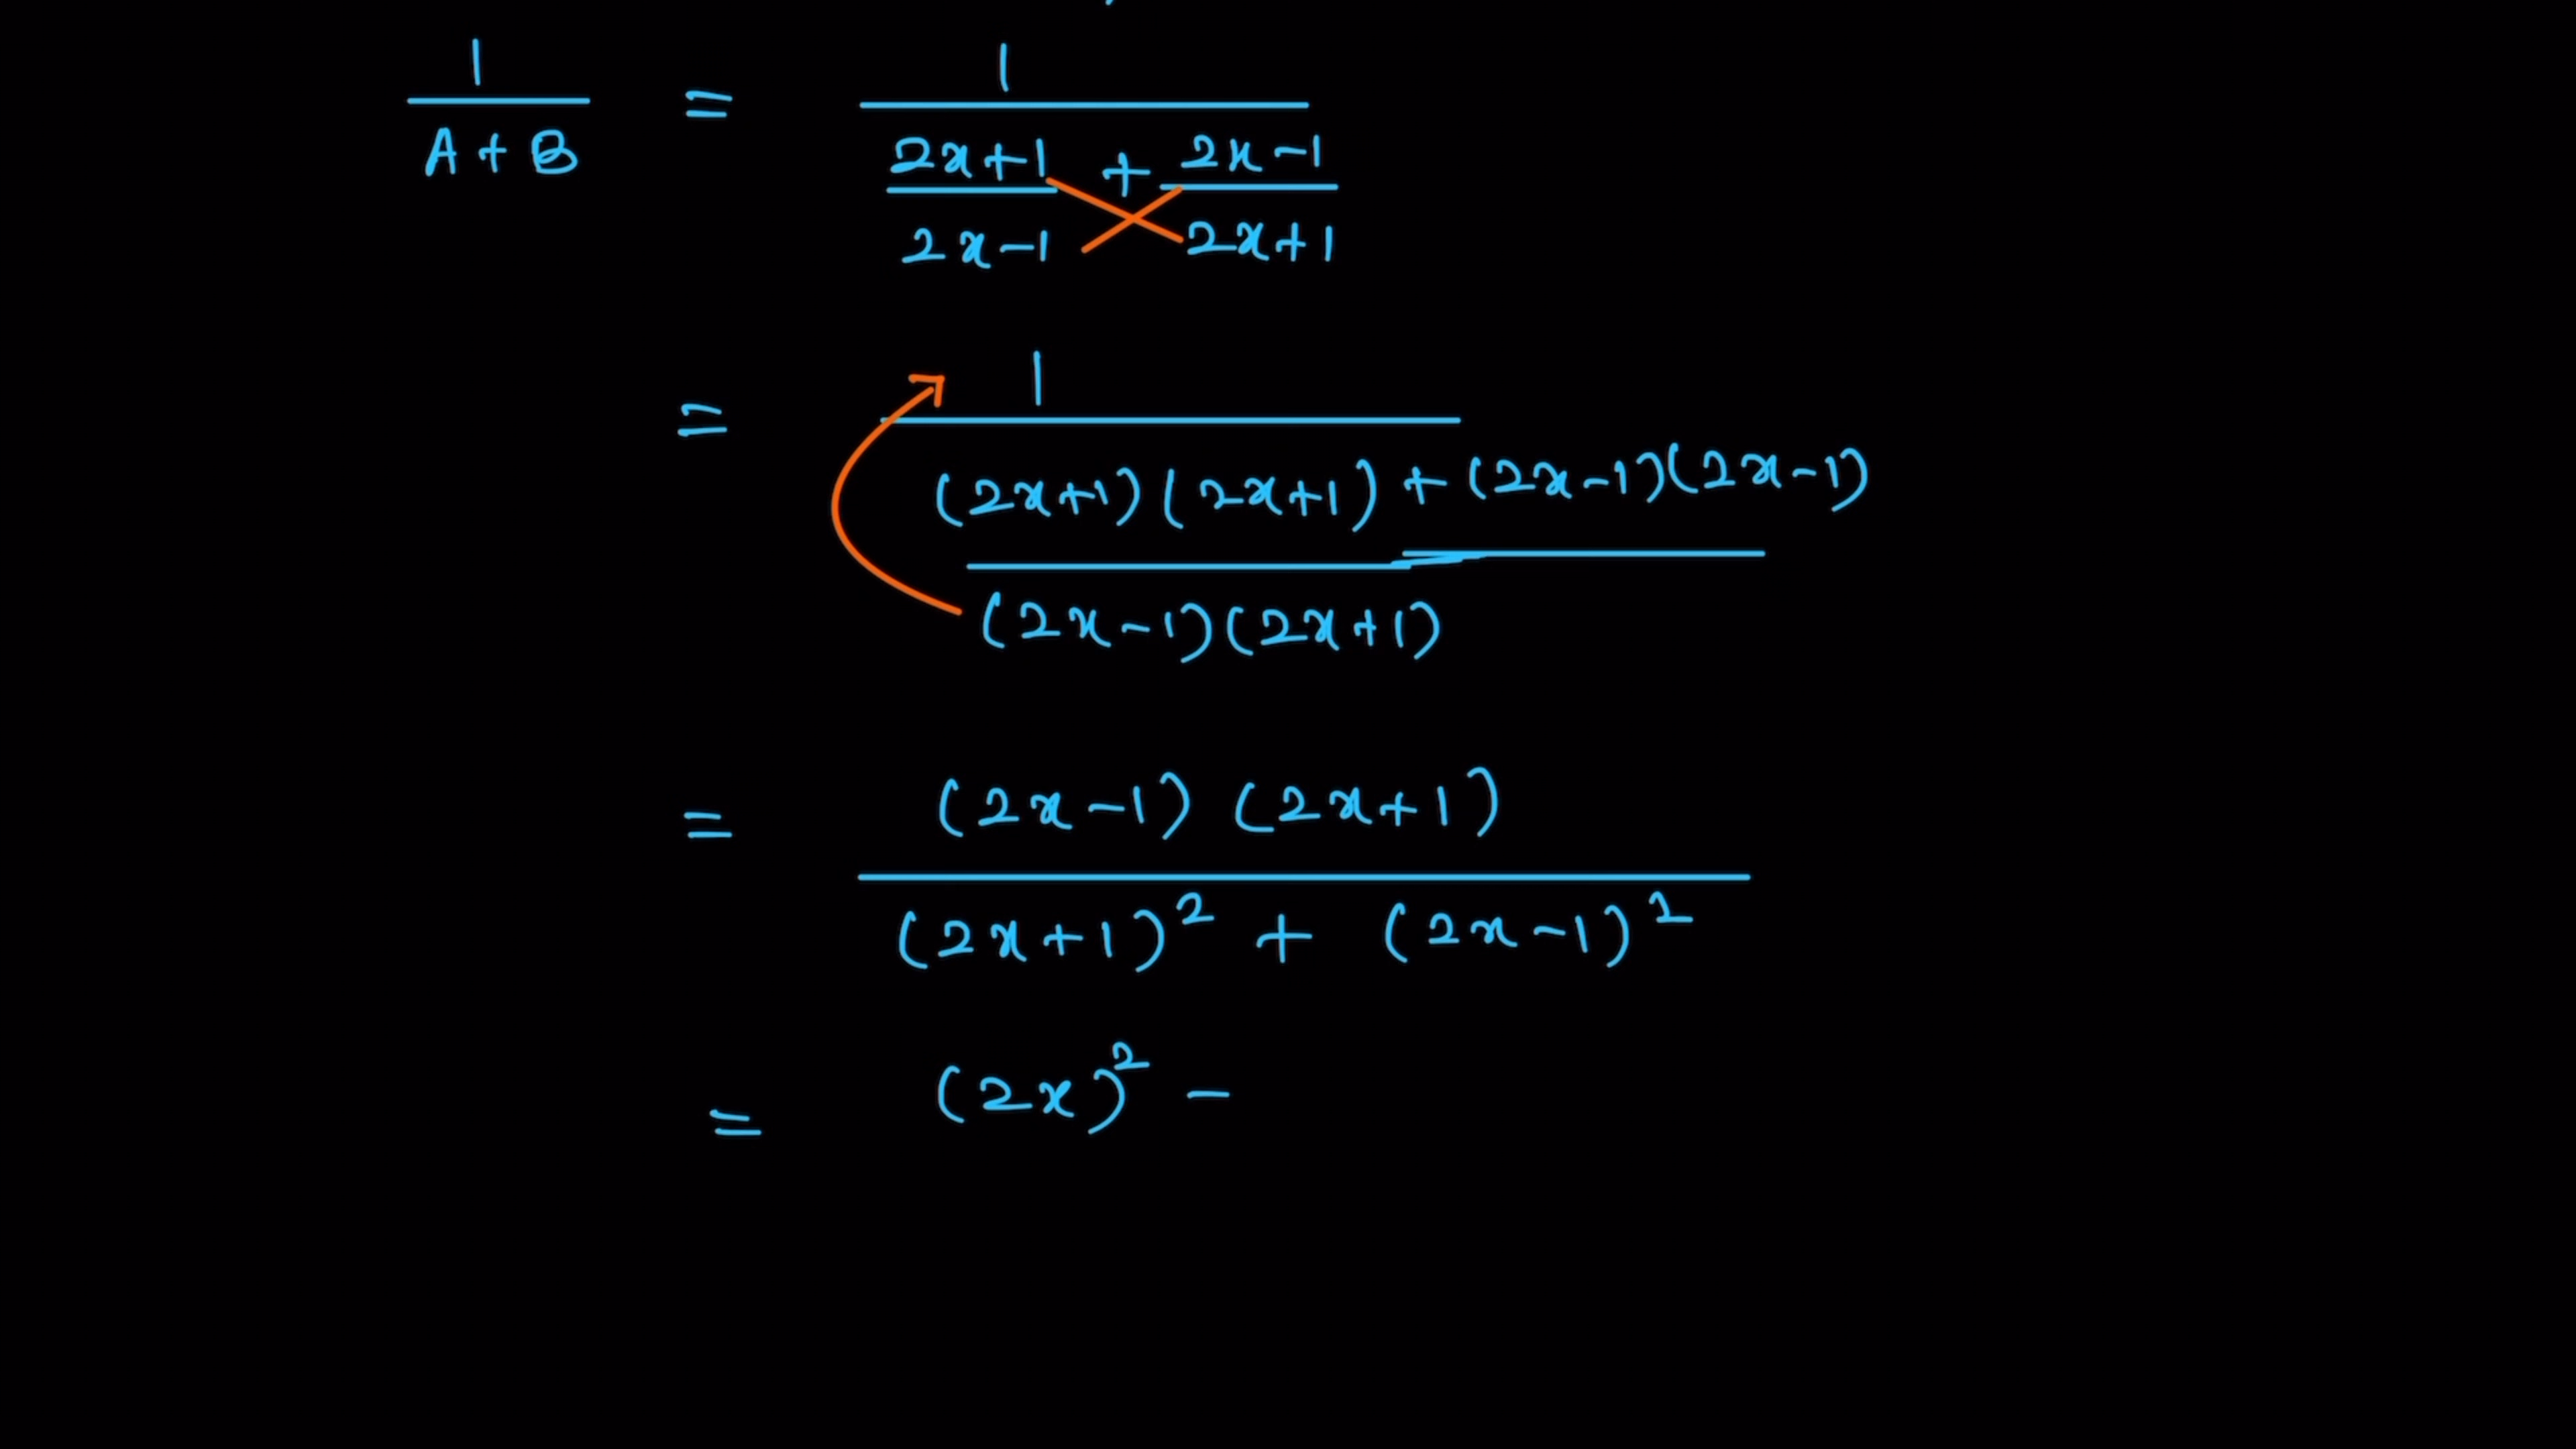 1/(A + B) = 1/((2x+1)/(2x-1) + (2x-1)/(2x+1))
= 1/(((2x+1)(2x+1) + (2x-1)(2x-1))/((2x-1)(2x+1)))
= (2x-1) (2x+1)/((2x+1)² + (2x-1)²)
= (2x)² -